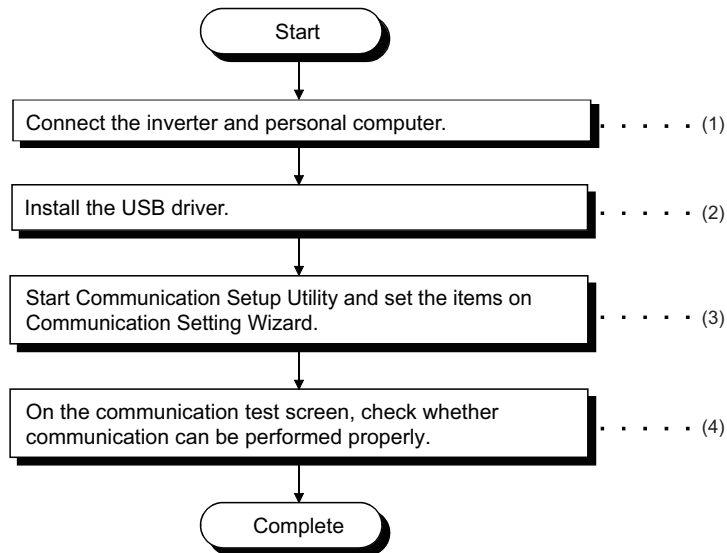 Start
Connect the inverter and personal computer.
. . . . . (1)
Install the USB driver.
. . . . . (2)
Start Communication Setup Utility and set the items on
Communication Setting Wizard.
. . . . . (3)
On the communication test screen, check whether
communication can be performed properly.
. . . . . (4)
Complete